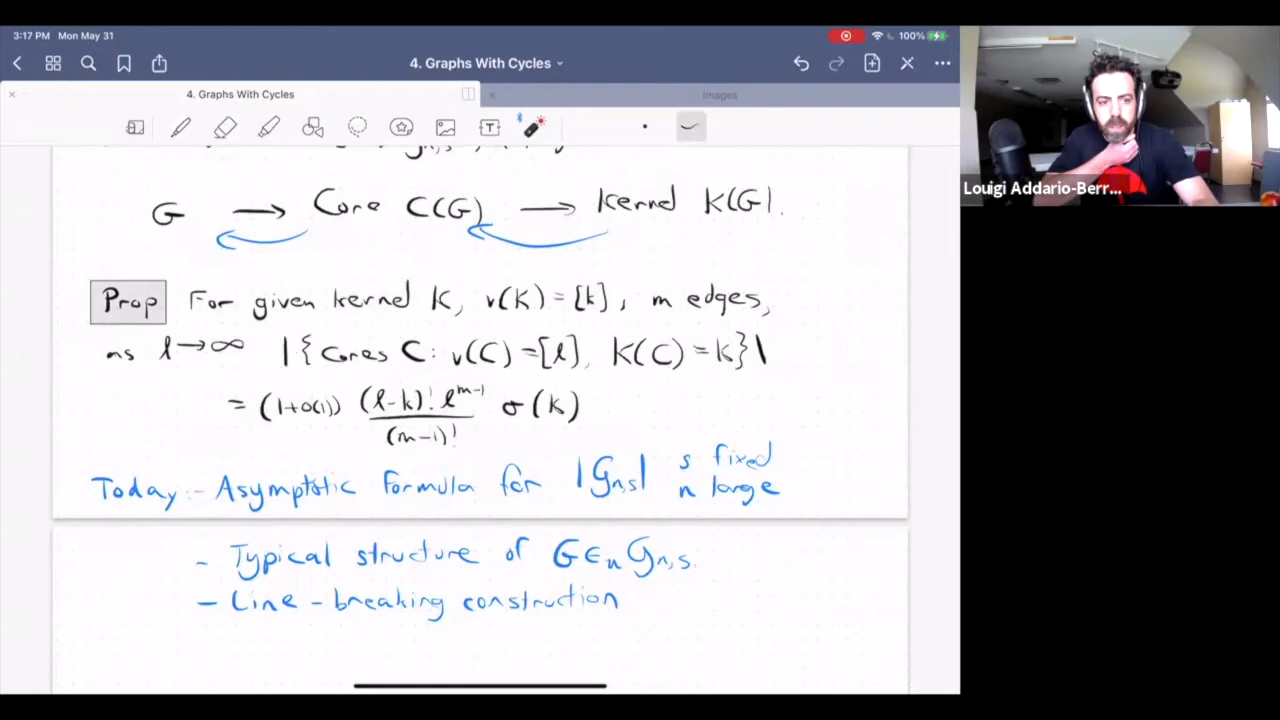 3:17 PM Mon May 31
100%
4. Graphs With Cycles
4. Graphs With Cycles
Images
G → Core C(G) → Kernel K(G).
Prop For given kernel K, v(K) = [k], m edges,
as l → ∞ |{Cores C: v(C) = [l], K(C) = K}|
= (1+o(1)) (l-k)! l^{m-1} / (m-1)! σ(K)
Today: - Asymptotic Formula for |G_{n,s}| s fixed
n large
- Typical structure of G ∈_u G_{n,s}.
- Line-breaking construction
Louigi Addario-Berr...